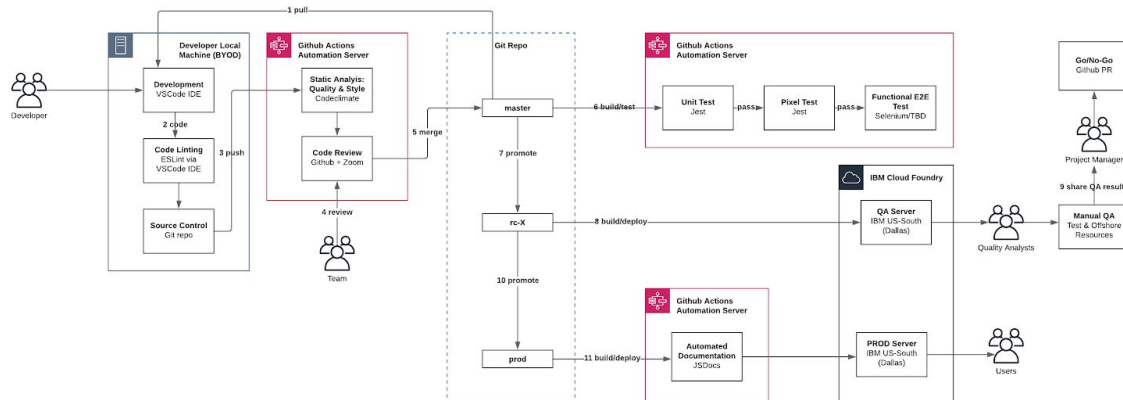 1 pull
Developer Local
Machine (BYOD)
Github Actions
Automation Server
Git Repo
Github Actions
Automation Server
Go/No-Go
Github PR
Development
VSCode IDE
Static Analyis:
Quality & Style
Codeclimate
Developer
master
6 build/test
Unit Test
Jest
pass
Pixel Test
Jest
pass
Functional E2E
Test
Selenium/TBD
2 code
5 merge
Code Linting
ESLint via
VSCode IDE
3 push
Code Review
Github + Zoom
7 promote
Project Manager
IBM Cloud Foundry
9 share QA result
4 review
Source Control
Git repo
rc-X
8 build/deploy
QA Server
IBM US-South
(Dallas)
Quality Analysts
Manual QA
Test & Offshore
Resources
Team
10 promote
Github Actions
Automation Server
prod
11 build/deploy
Automated
Documentation
JSDocs
PROD Server
IBM US-South
(Dallas)
Users